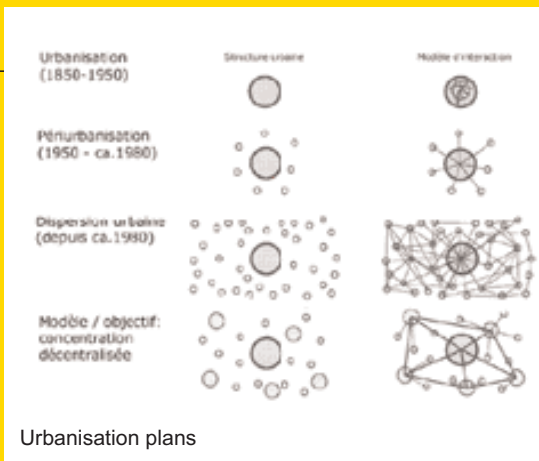 Urbanisation
(1850-1950)
Structure urbaine
Modèle d'interaction
Périurbanisation
(1950 - ca.1980)
Dispersion urbaine
(depuis ca.1980)
Modèle / objectif:
concentration
décentralisée
Urbanisation plans